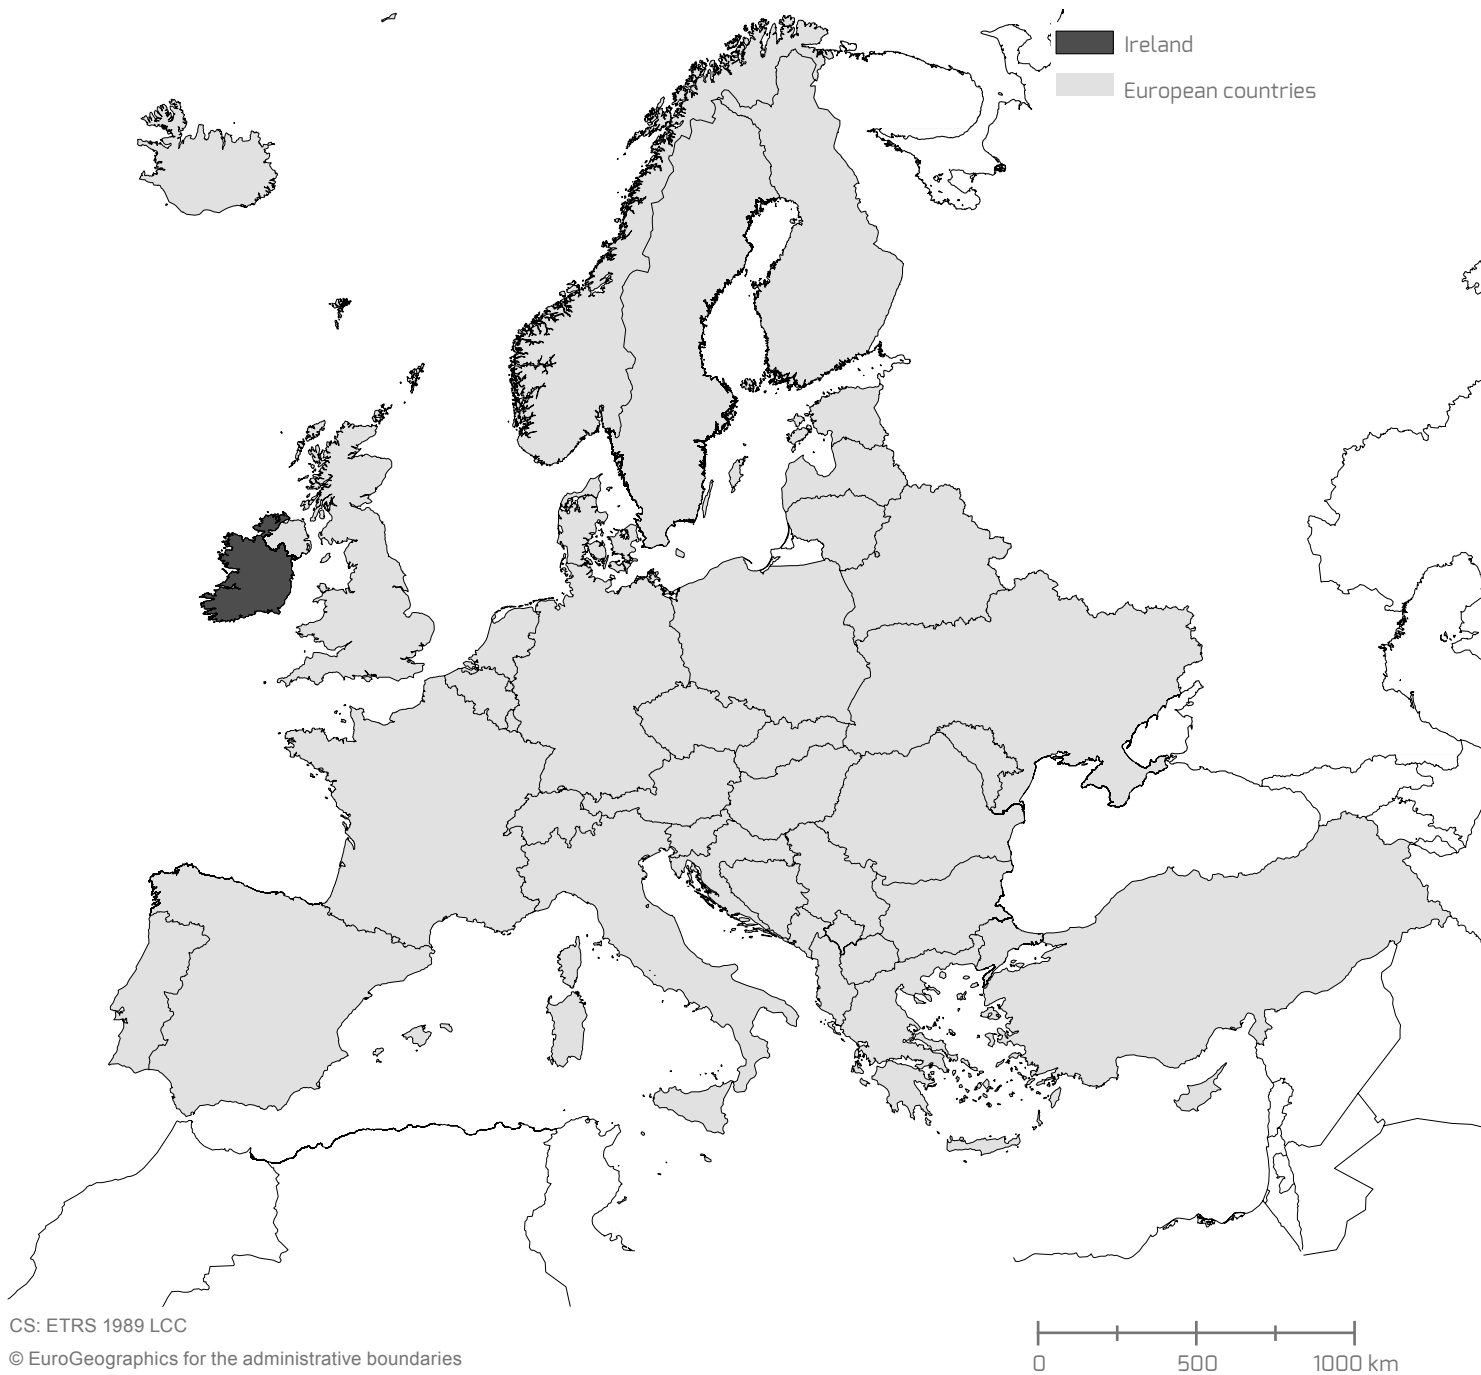 Ireland
European countries
CS: ETRS 1989 LCC
© EuroGeographics for the administrative boundaries
0 500 1000 km